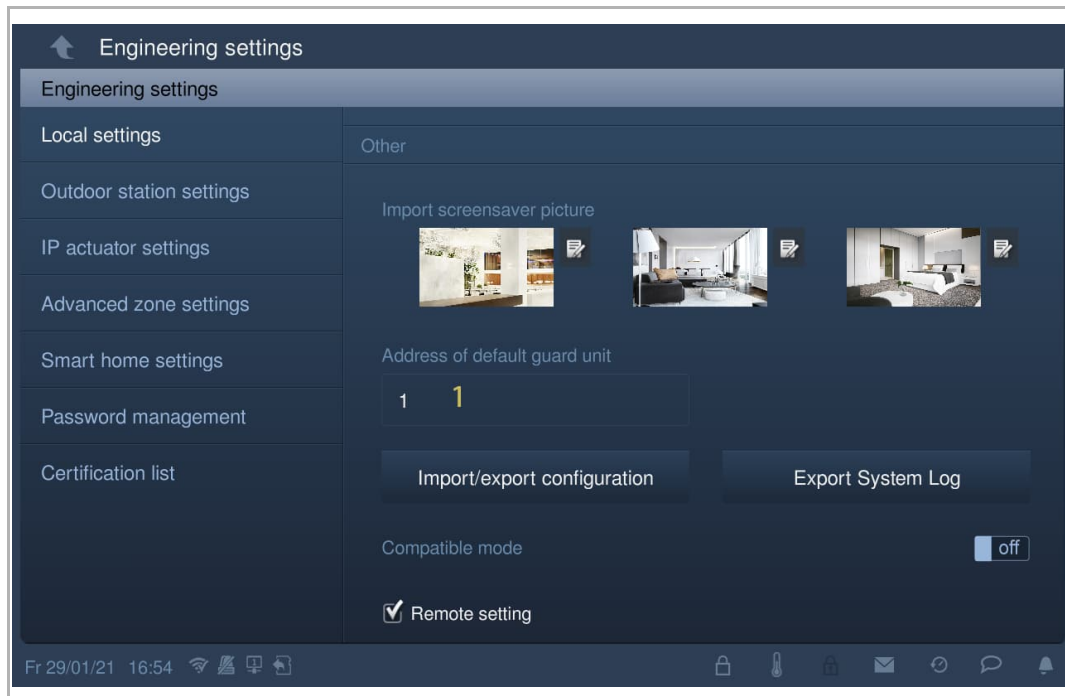 Engineering settings
Engineering settings
Local settings
Outdoor station settings
IP actuator settings
Advanced zone settings
Smart home settings
Password management
Certification list
Other
Import screensaver picture
Address of default guard unit
1 1
Import/export configuration Export System Log
Compatible mode off
Remote setting
Fr 29/01/21 16:54